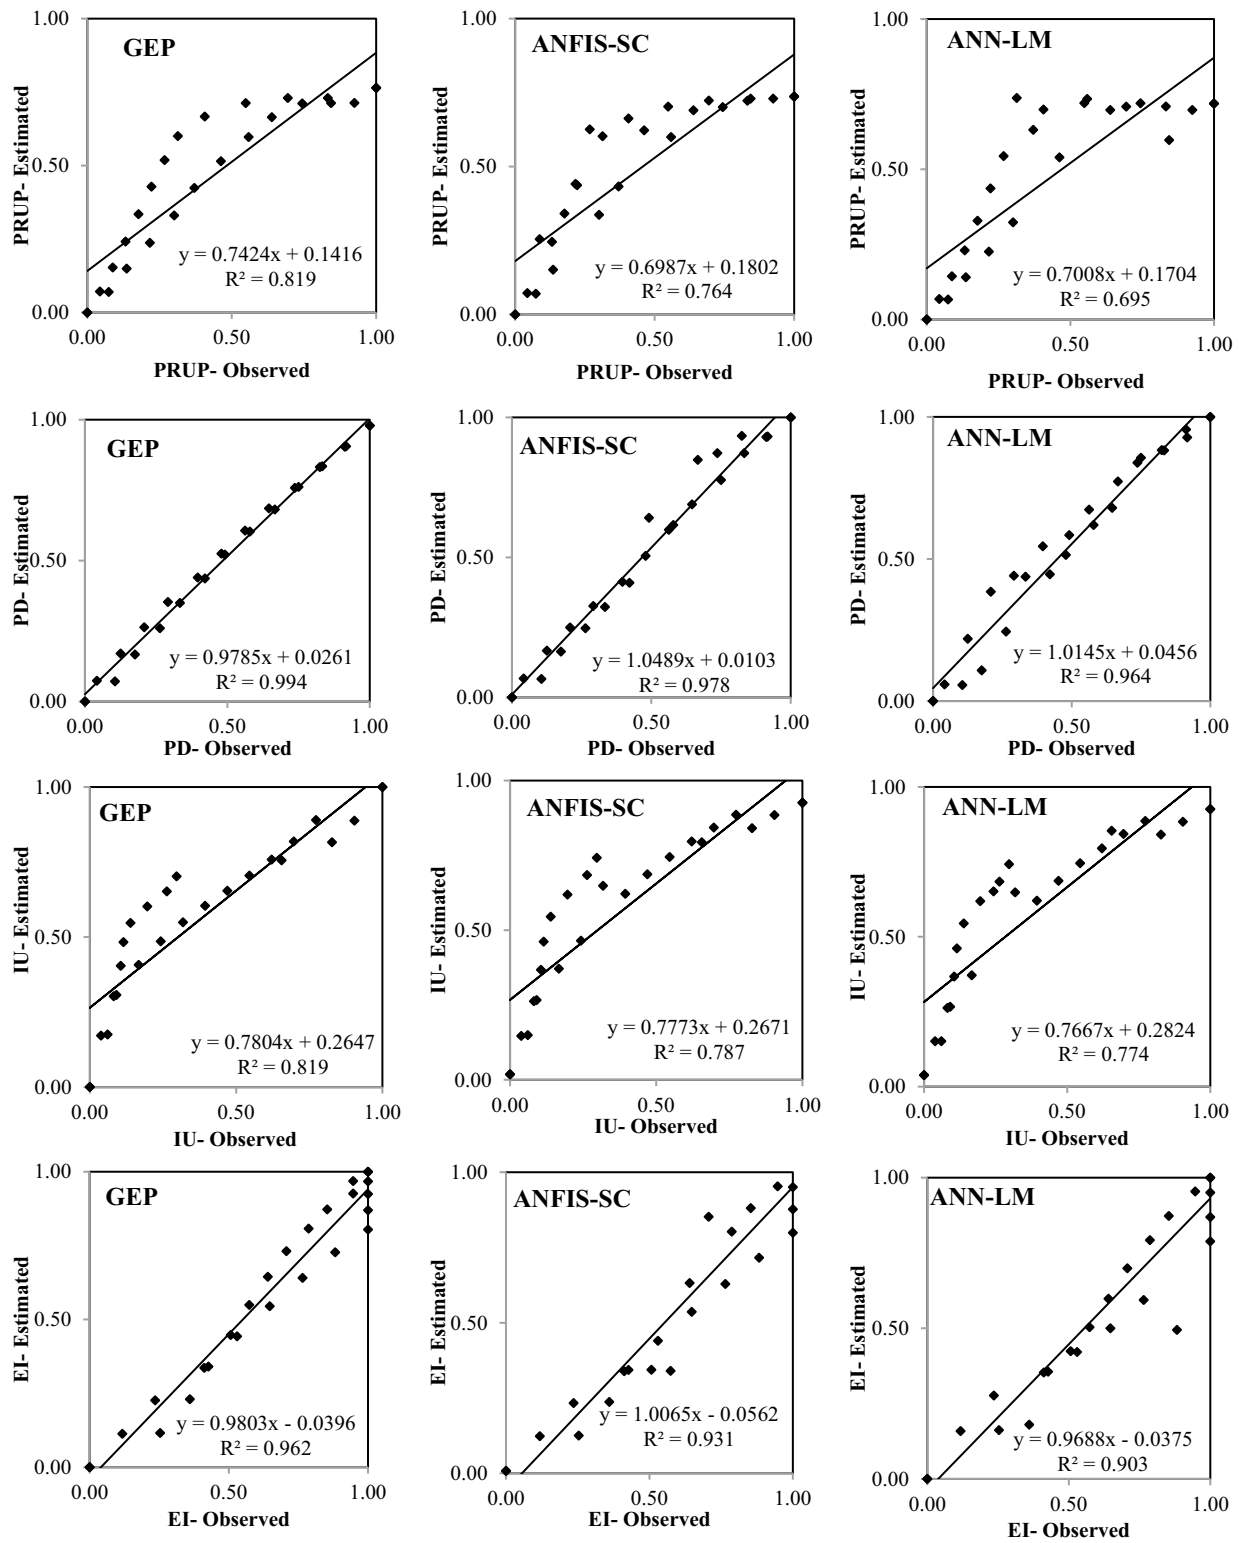 1.00
GEP
PRUP- Estimated
0.50
y = 0.7424x + 0.1416
R² = 0.819
0.00
0.00 0.50 1.00
PRUP- Observed
1.00
ANFIS-SC
PRUP- Estimated
0.50
y = 0.6987x + 0.1802
R² = 0.764
0.00
0.00 0.50 1.00
PRUP- Observed
1.00
ANN-LM
PRUP- Estimated
0.50
y = 0.7008x + 0.1704
R² = 0.695
0.00
0.00 0.50 1.00
PRUP- Observed
1.00
GEP
PD- Estimated
0.50
y = 0.9785x + 0.0261
R² = 0.994
0.00
0.00 0.50 1.00
PD- Observed
1.00
ANFIS-SC
PD- Estimated
0.50
y = 1.0489x + 0.0103
R² = 0.978
0.00
0.00 0.50 1.00
PD- Observed
1.00
ANN-LM
PD- Estimated
0.50
y = 1.0145x + 0.0456
R² = 0.964
0.00
0.00 0.50 1.00
PD- Observed
1.00
GEP
IU- Estimated
0.50
y = 0.7804x + 0.2647
R² = 0.819
0.00
0.00 0.50 1.00
IU- Observed
1.00
ANFIS-SC
IU- Estimated
0.50
y = 0.7773x + 0.2671
R² = 0.787
0.00
0.00 0.50 1.00
IU- Observed
1.00
ANN-LM
IU- Estimated
0.50
y = 0.7667x + 0.2824
R² = 0.774
0.00
0.00 0.50 1.00
IU- Observed
1.00
GEP
EI- Estimated
0.50
y = 0.9803x - 0.0396
R² = 0.962
0.00
0.00 0.50 1.00
EI- Observed
1.00
ANFIS-SC
EI- Estimated
0.50
y = 1.0065x - 0.0562
R² = 0.931
0.00
0.00 0.50 1.00
EI- Observed
1.00
ANN-LM
EI- Estimated
0.50
y = 0.9688x - 0.0375
R² = 0.903
0.00
0.00 0.50 1.00
EI- Observed